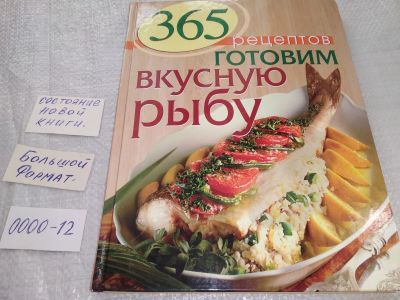 365
рецептов
ГОТОВИМ
ВКУСНУЮ
рыбу
состояние
новой
книги.
Большой
Формат.
0000-12